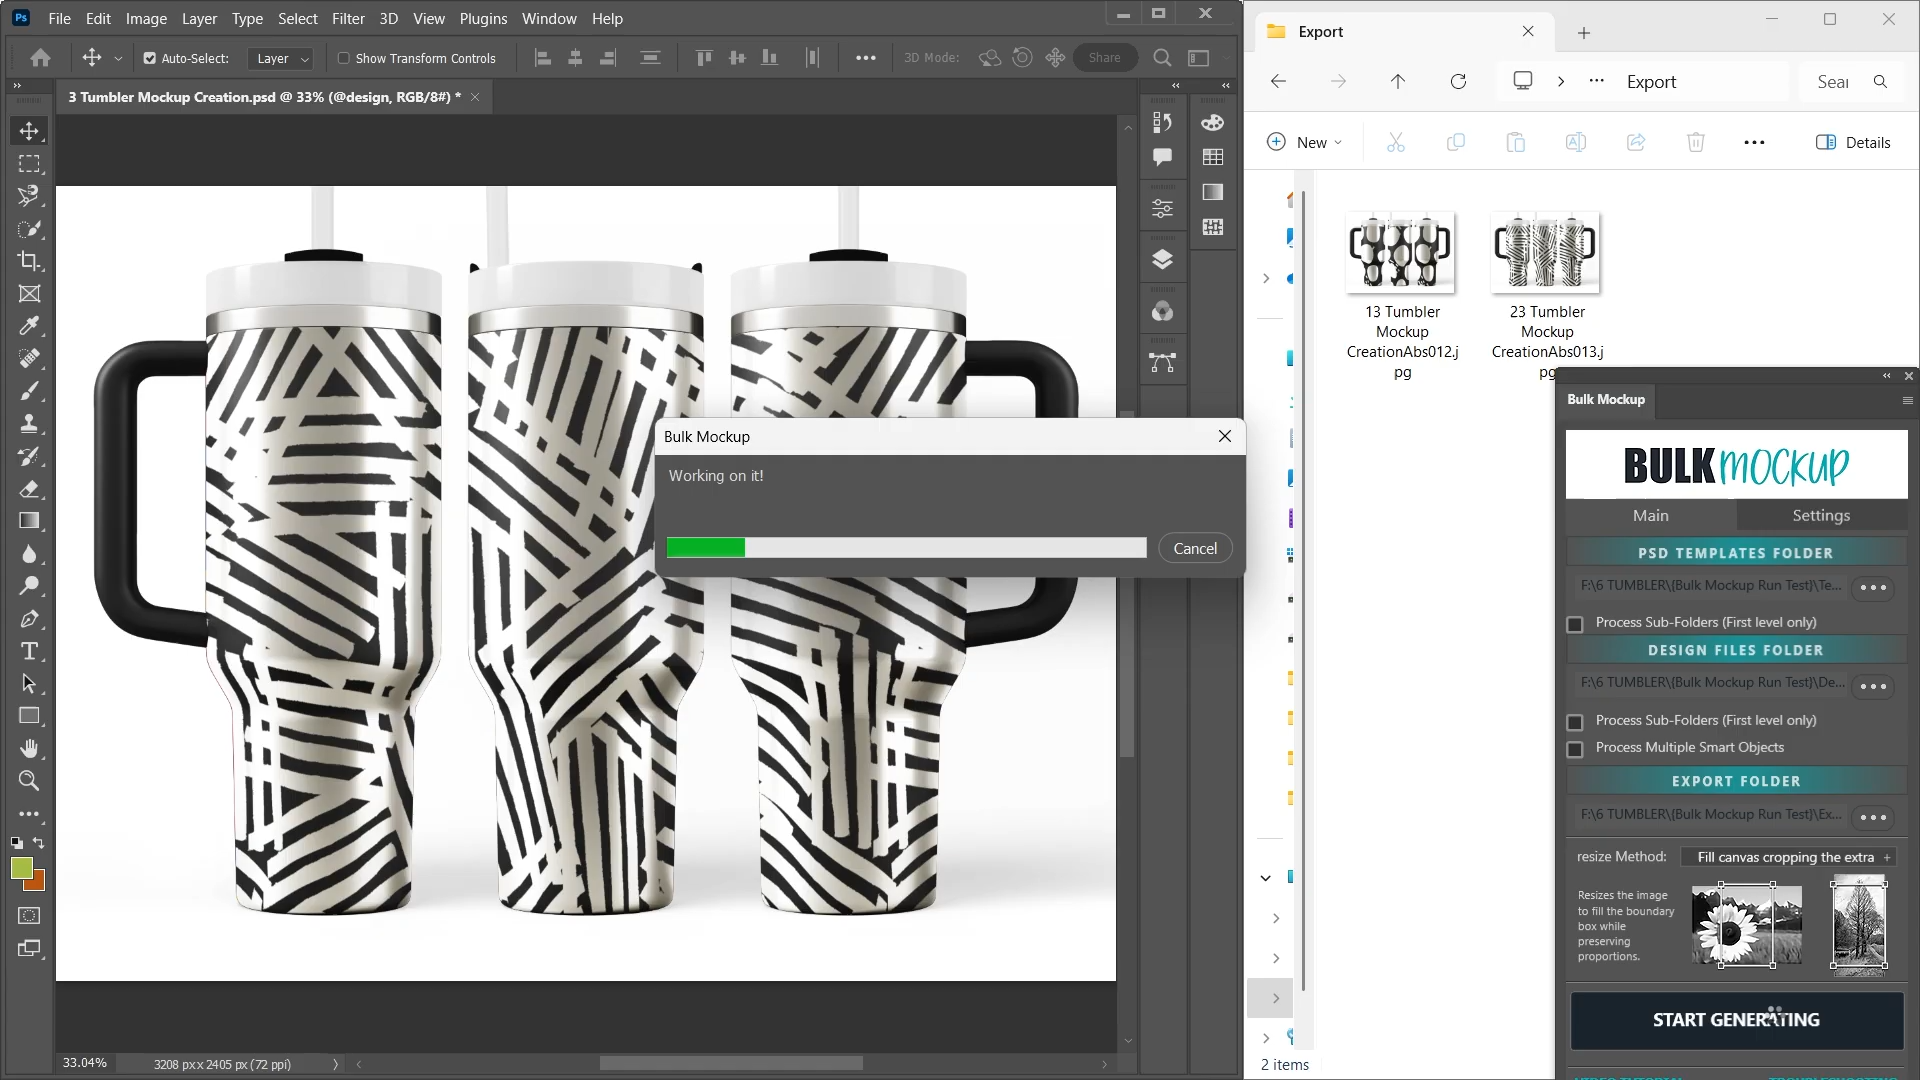 Ps File Edit Image Layer Type Select Filter 3D View Plugins Window Help
Auto-Select: Layer Show Transform Controls 3D Mode: Share
3 Tumbler Mockup Creation.psd @ 33% (@design, RGB/8#) *
33.04% 3208 px x 2405 px (72 ppi)
Bulk Mockup
Working on it!
Cancel
Export
Export Sear
New Details
13 Tumbler
Mockup
CreationAbs012.j
pg
23 Tumbler
Mockup
CreationAbs013.j
pg
2 items
Bulk Mockup
BULK MOCKUP
Main Settings
PSD TEMPLATES FOLDER
F:\6 TUMBLER\{Bulk Mockup Run Test}\Te...
Process Sub-Folders (First level only)
DESIGN FILES FOLDER
F:\6 TUMBLER\{Bulk Mockup Run Test}\De...
Process Sub-Folders (First level only)
Process Multiple Smart Objects
EXPORT FOLDER
F:\6 TUMBLER\{Bulk Mockup Run Test}\Ex...
resize Method: Fill canvas cropping the extra +
Resizes the image
to fill the boundary
box while
preserving
proportions.
START GENERATING